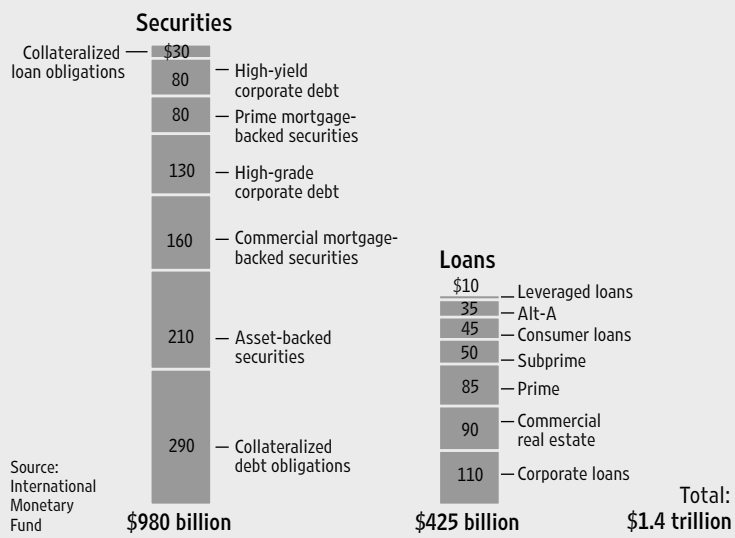 Securities
Collateralized
loan obligations
$30
80
High-yield
corporate debt
80
Prime mortgage-
backed securities
130
High-grade
corporate debt
160
Commercial mortgage-
backed securities
210
Asset-backed
securities
290
Collateralized
debt obligations
$980 billion
Loans
$10
Leveraged loans
35
Alt-A
45
Consumer loans
50
Subprime
85
Prime
90
Commercial
real estate
110
Corporate loans
$425 billion
Total:
$1.4 trillion
Source:
International
Monetary
Fund